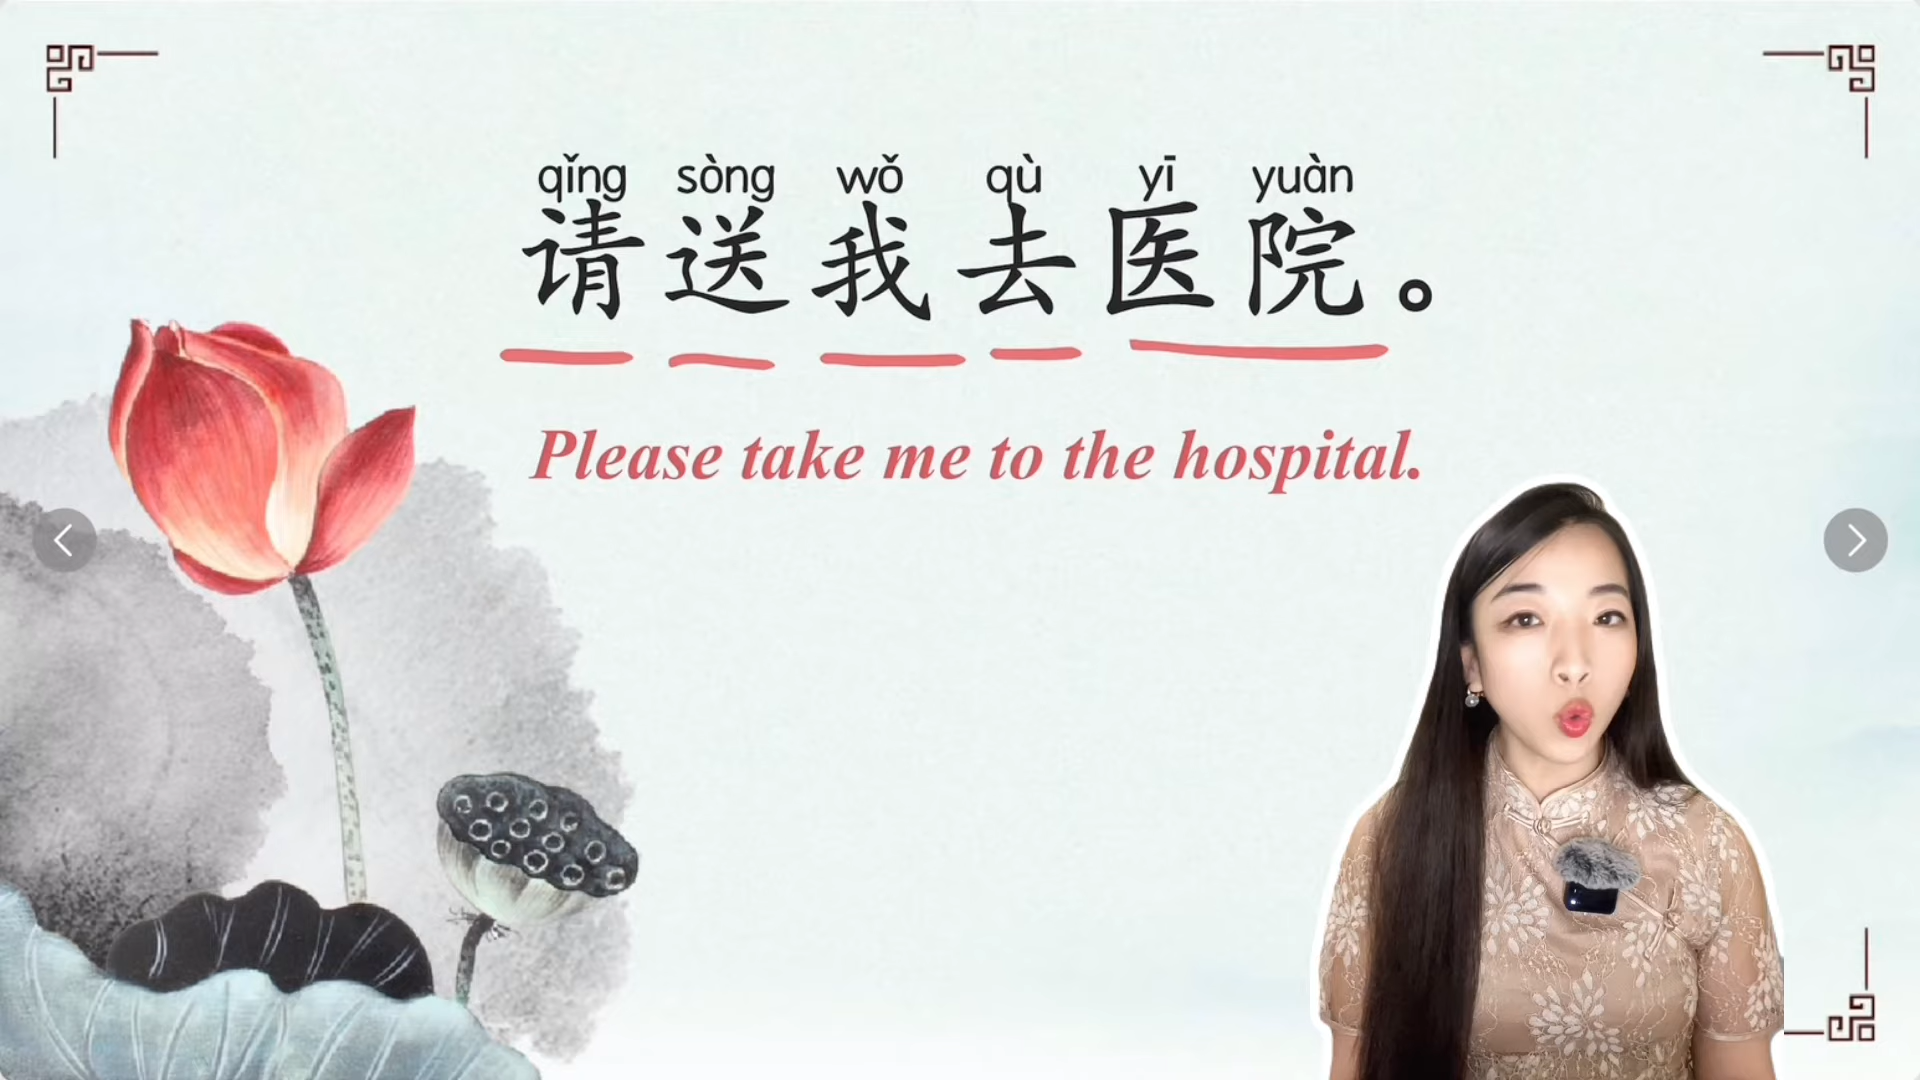 qǐng sòng wǒ qù yī yuàn
请送我去医院。
Please take me to the hospital.